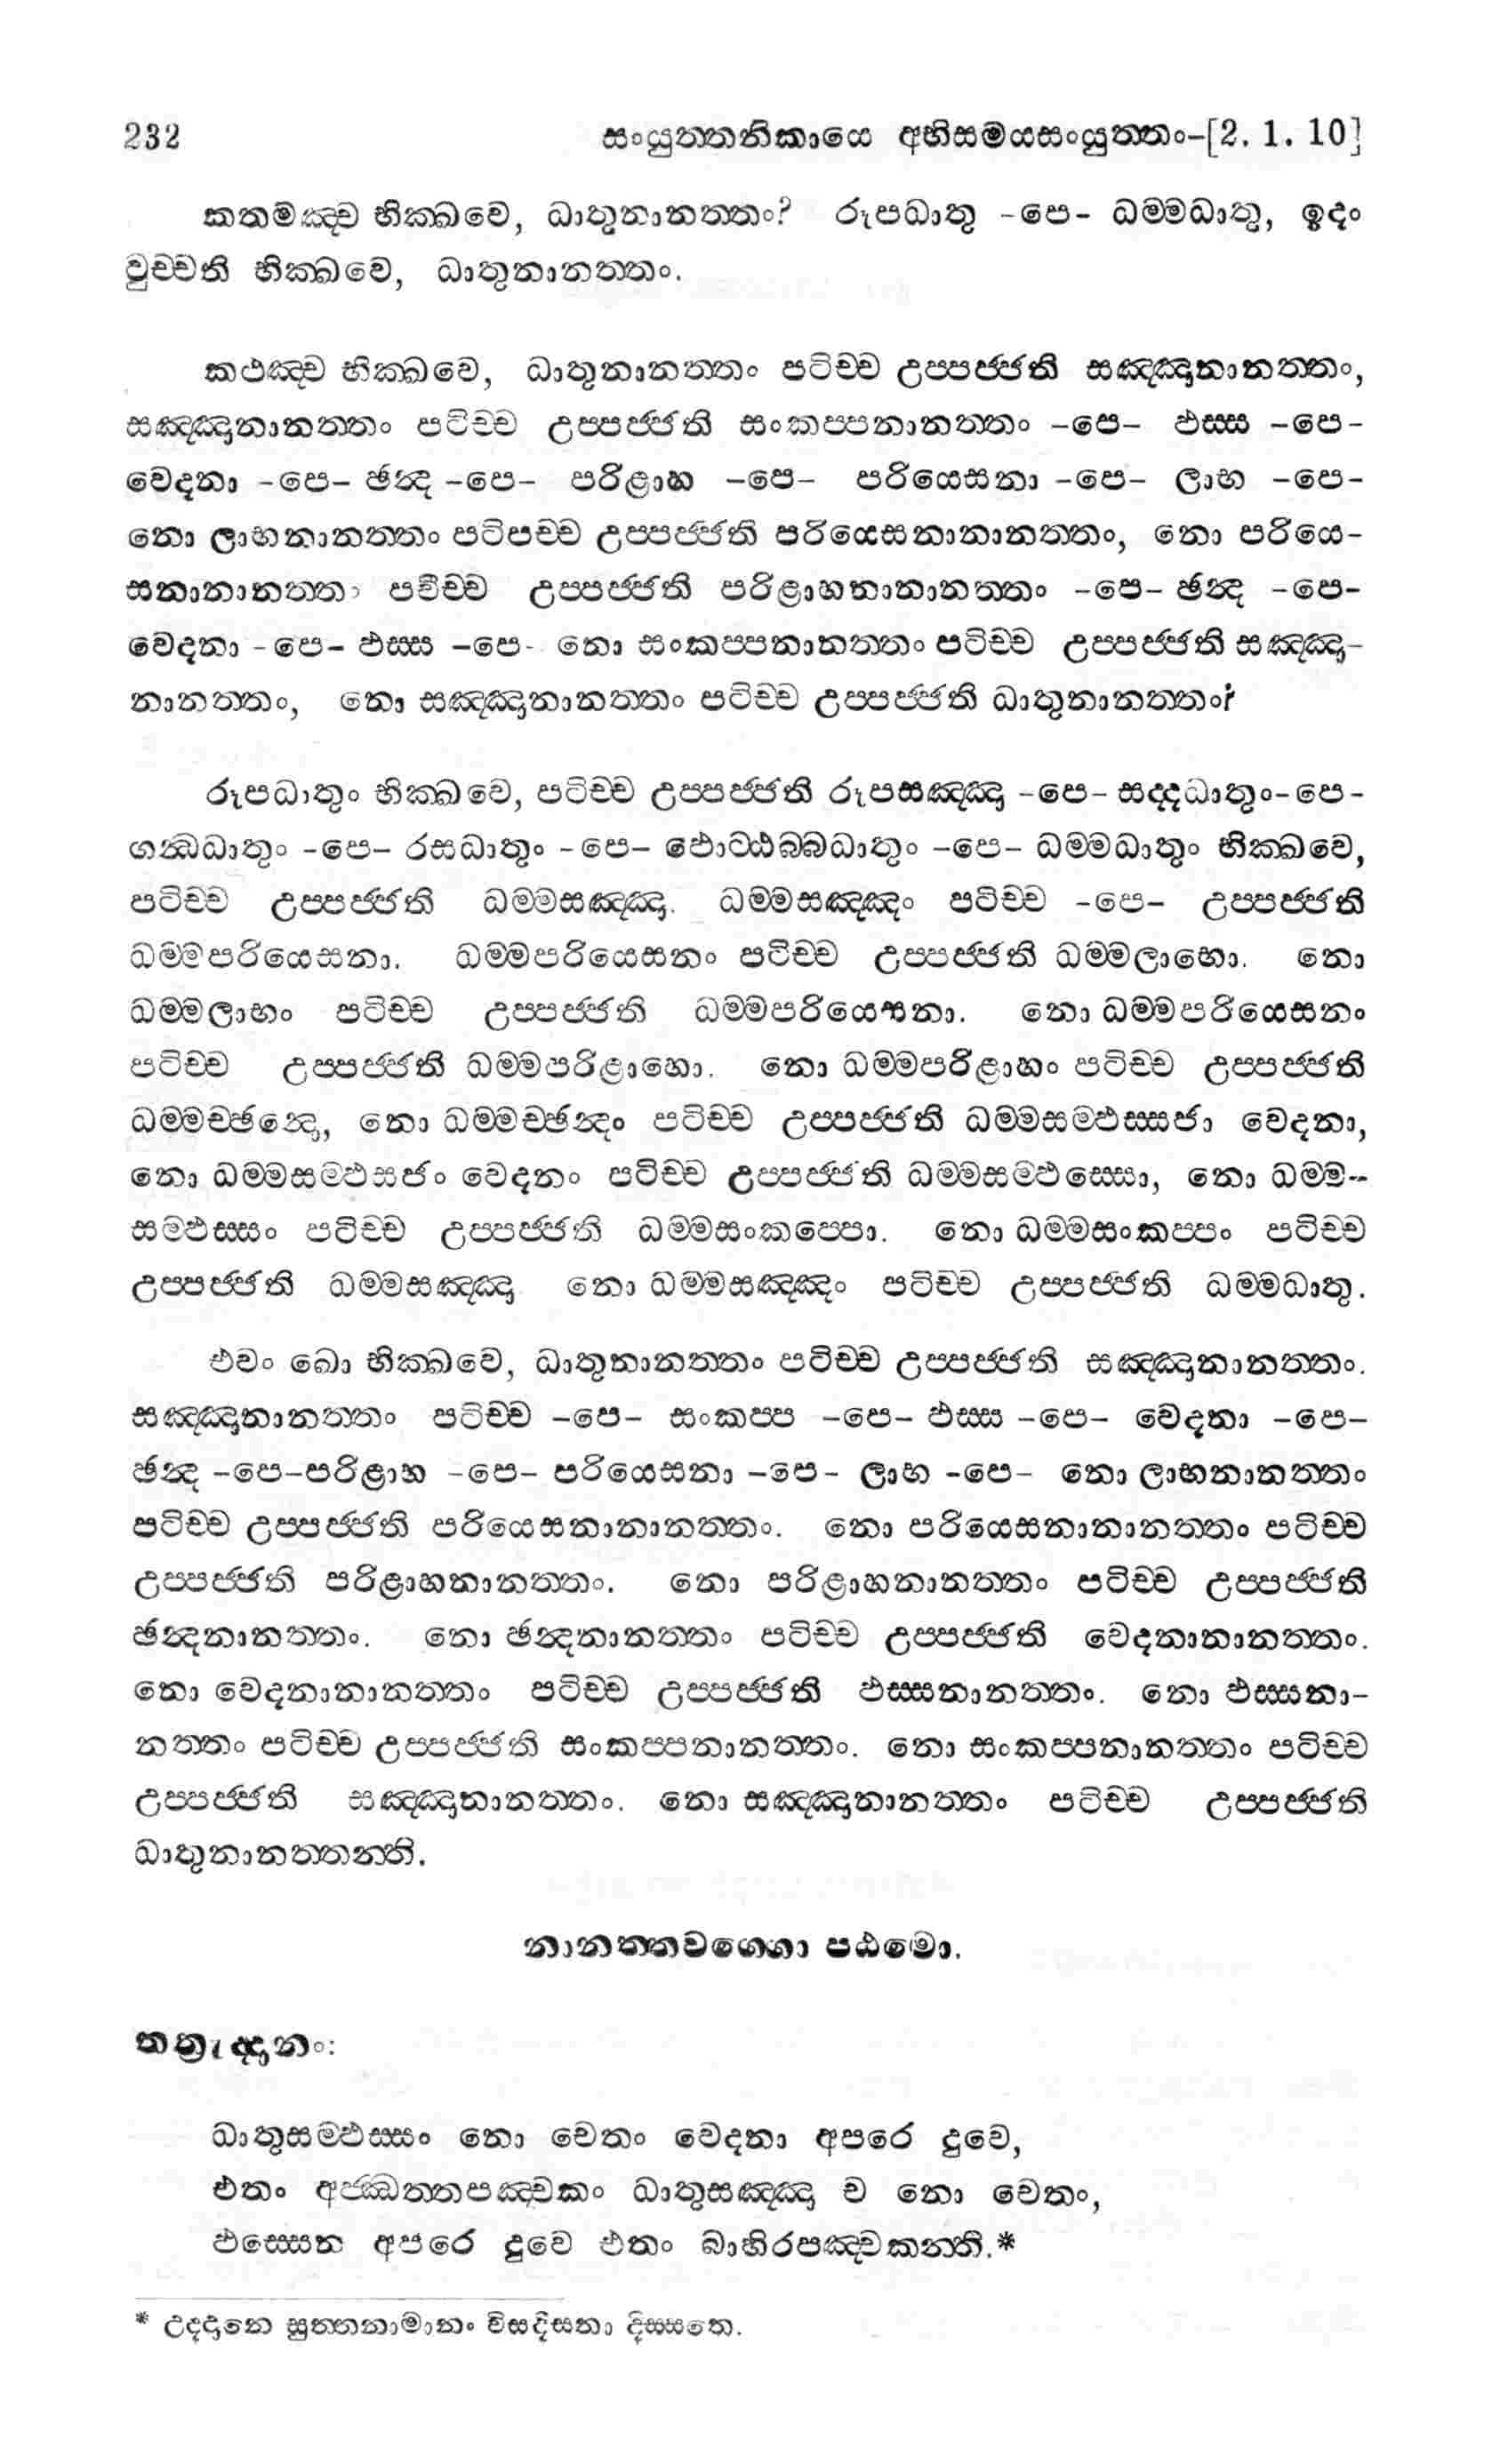 232 සංයුත්තනිකායෙ අභිසමයසංයුත්තං-[2. 1. 10]
කතමඤ්ච භික්ඛවෙ, ධාතුනානත්තං? රූපධාතු -පෙ- ධම්මධාතු, ඉදං
වුච්චති භික්ඛවෙ, ධාතුනානත්තං.
කථඤ්ච භික්ඛවෙ, ධාතුනානත්තං පටිච්ච උප්පජ්ජති සඤ්ඤානානත්තං,
සඤ්ඤානානත්තං පටිච්ච උප්පජ්ජති සංකප්පනානත්තං -පෙ- ඵස්ස -පෙ-
වෙදනා -පෙ- ඡන්ද -පෙ- පරිළාහ -පෙ- පරියෙසනා -පෙ- ලාභ -පෙ-
නො ලාභනානත්තං පටිපච්ච උප්පජ්ජති පරියෙසනානානත්තං, නො පරියෙ-
සනානානත්තං පච්ච්ච උප්පජ්ජති පරිළාහනානානත්තං -පෙ- ඡන්ද -පෙ-
වෙදනා -පෙ- ඵස්ස -පෙ- නො සංකප්පනානත්තං පටිච්ච උප්පජ්ජති සඤ්ඤා-
නානත්තං, නො සඤ්ඤානානත්තං පටිච්ච උප්පජ්ජති ධාතුනානත්තං?
රූපධාතුං භික්ඛවෙ, පටිච්ච උප්පජ්ජති රූපසඤ්ඤා -පෙ- සද්දධාතුං-පෙ-
ගන්ධධාතුං -පෙ- රසධාතුං -පෙ- ඵොට්ඨබ්බධාතුං -පෙ- ධම්මධාතුං භික්ඛවෙ,
පටිච්ච උප්පජ්ජති ධම්මසඤ්ඤා. ධම්මසඤ්ඤං පටිච්ච -පෙ- උප්පජ්ජති
ධම්මපරියෙසනා. ධම්මපරියෙසනං පටිච්ච උප්පජ්ජති ධම්මලාභො. නො
ධම්මලාභං පටිච්ච උප්පජ්ජති ධම්මපරියෙසනා. නො ධම්මපරියෙසනං
පටිච්ච උප්පජ්ජති ධම්මපරිළාහො. නො ධම්මපරිළාහං පටිච්ච උප්පජ්ජති
ධම්මච්ඡන්දො, නො ධම්මච්ඡන්දං පටිච්ච උප්පජ්ජති ධම්මසම්ඵස්සජා වෙදනා,
නො ධම්මසම්ඵසජං වෙදනං පටිච්ච උප්පජ්ජති ධම්මසම්ඵස්සො, නො ධම්ම-
සම්ඵස්සං පටිච්ච උප්පජ්ජති ධම්මසංකප්පො. නො ධම්මසංකප්පං පටිච්ච
උප්පජ්ජති ධම්මසඤ්ඤා නො ධම්මසඤ්ඤං පටිච්ච උප්පජ්ජති ධම්මධාතු.
එවං ඛො භික්ඛවෙ, ධාතුනානත්තං පටිච්ච උප්පජ්ජති සඤ්ඤානානත්තං.
සඤ්ඤානානත්තං පටිච්ච -පෙ- සංකප්ප -පෙ- ඵස්ස -පෙ- වෙදනා -පෙ-
ඡන්ද -පෙ-පරිළාහ -පෙ- පරියෙසනා -පෙ- ලාභ -පෙ- නො ලාභනානත්තං
පටිච්ච උප්පජ්ජති පරියෙසනානානත්තං. නො පරියෙසනානානත්තං පටිච්ච
උප්පජ්ජති පරිළාහනානත්තං. නො පරිළාහනානත්තං පටිච්ච උප්පජ්ජති
ඡන්දනානත්තං. නො ඡන්දනානත්තං පටිච්ච උප්පජ්ජති වෙදනානානත්තං.
නො වෙදනානානත්තං පටිච්ච උප්පජ්ජති ඵස්සනානත්තං. නො ඵස්සනා-
නත්තං පටිච්ච උප්පජ්ජති සංකප්පනානත්තං. නො සංකප්පනානත්තං පටිච්ච
උප්පජ්ජති සඤ්ඤානානත්තං. නො සඤ්ඤානානත්තං පටිච්ච උප්පජ්ජති
ධාතුනානත්තන්ති.
නානත්තවග්ගො පඨමො.
තත්‍රුද්දානං:
ධාතුසම්ඵස්සං නො චෙතං වෙදනා අපරෙ දුවෙ,
එතං අජ්ඣත්තපඤ්චකං ධාතුසඤ්ඤා ච නො චෙතං,
ඵස්සෙන අපරෙ දුවෙ එතං බාහිරපඤ්චකන්ති.*
* උද්දානෙ සුත්තනාමානං විසදිසතා දිස්සතෙ.